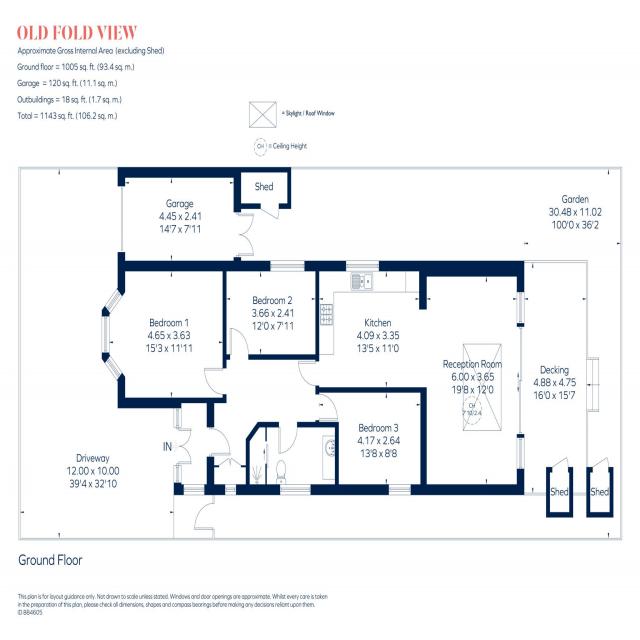 OLD FOLD VIEW
Approximate Gross Internal Area (excluding Shed)
Ground floor = 1005 sq. ft. (93.4 sq. m.)
Garage = 120 sq. ft. (11.1 sq. m.)
Outbuildings = 18 sq. ft. (1.7 sq. m.)
Total = 1143 sq. ft. (106.2 sq. m.)
= Skylight / Roof Window
CH = Ceiling Height
Shed
Garage
4.45 x 2.41
14'7 x 7'11
Garden
30.48 x 11.02
100'0 x 36'2
Bedroom 1
4.65 x 3.63
15'3 x 11'11
Bedroom 2
3.66 x 2.41
12'0 x 7'11
Kitchen
4.09 x 3.35
13'5 x 11'0
Reception Room
6.00 x 3.65
19'8 x 12'0
CH
Decking
4.88 x 4.75
16'0 x 15'7
Bedroom 3
4.17 x 2.64
13'8 x 8'8
IN
Driveway
12.00 x 10.00
39'4 x 32'10
Shed
Shed
Ground Floor
This plan is for layout guidance only. Not drawn to scale unless stated. Windows and door openings are approximate. Whilst every care is taken
in the preparation of this plan, please check all dimensions, shapes and compass bearings before making any decisions reliant upon them.
ID 884605